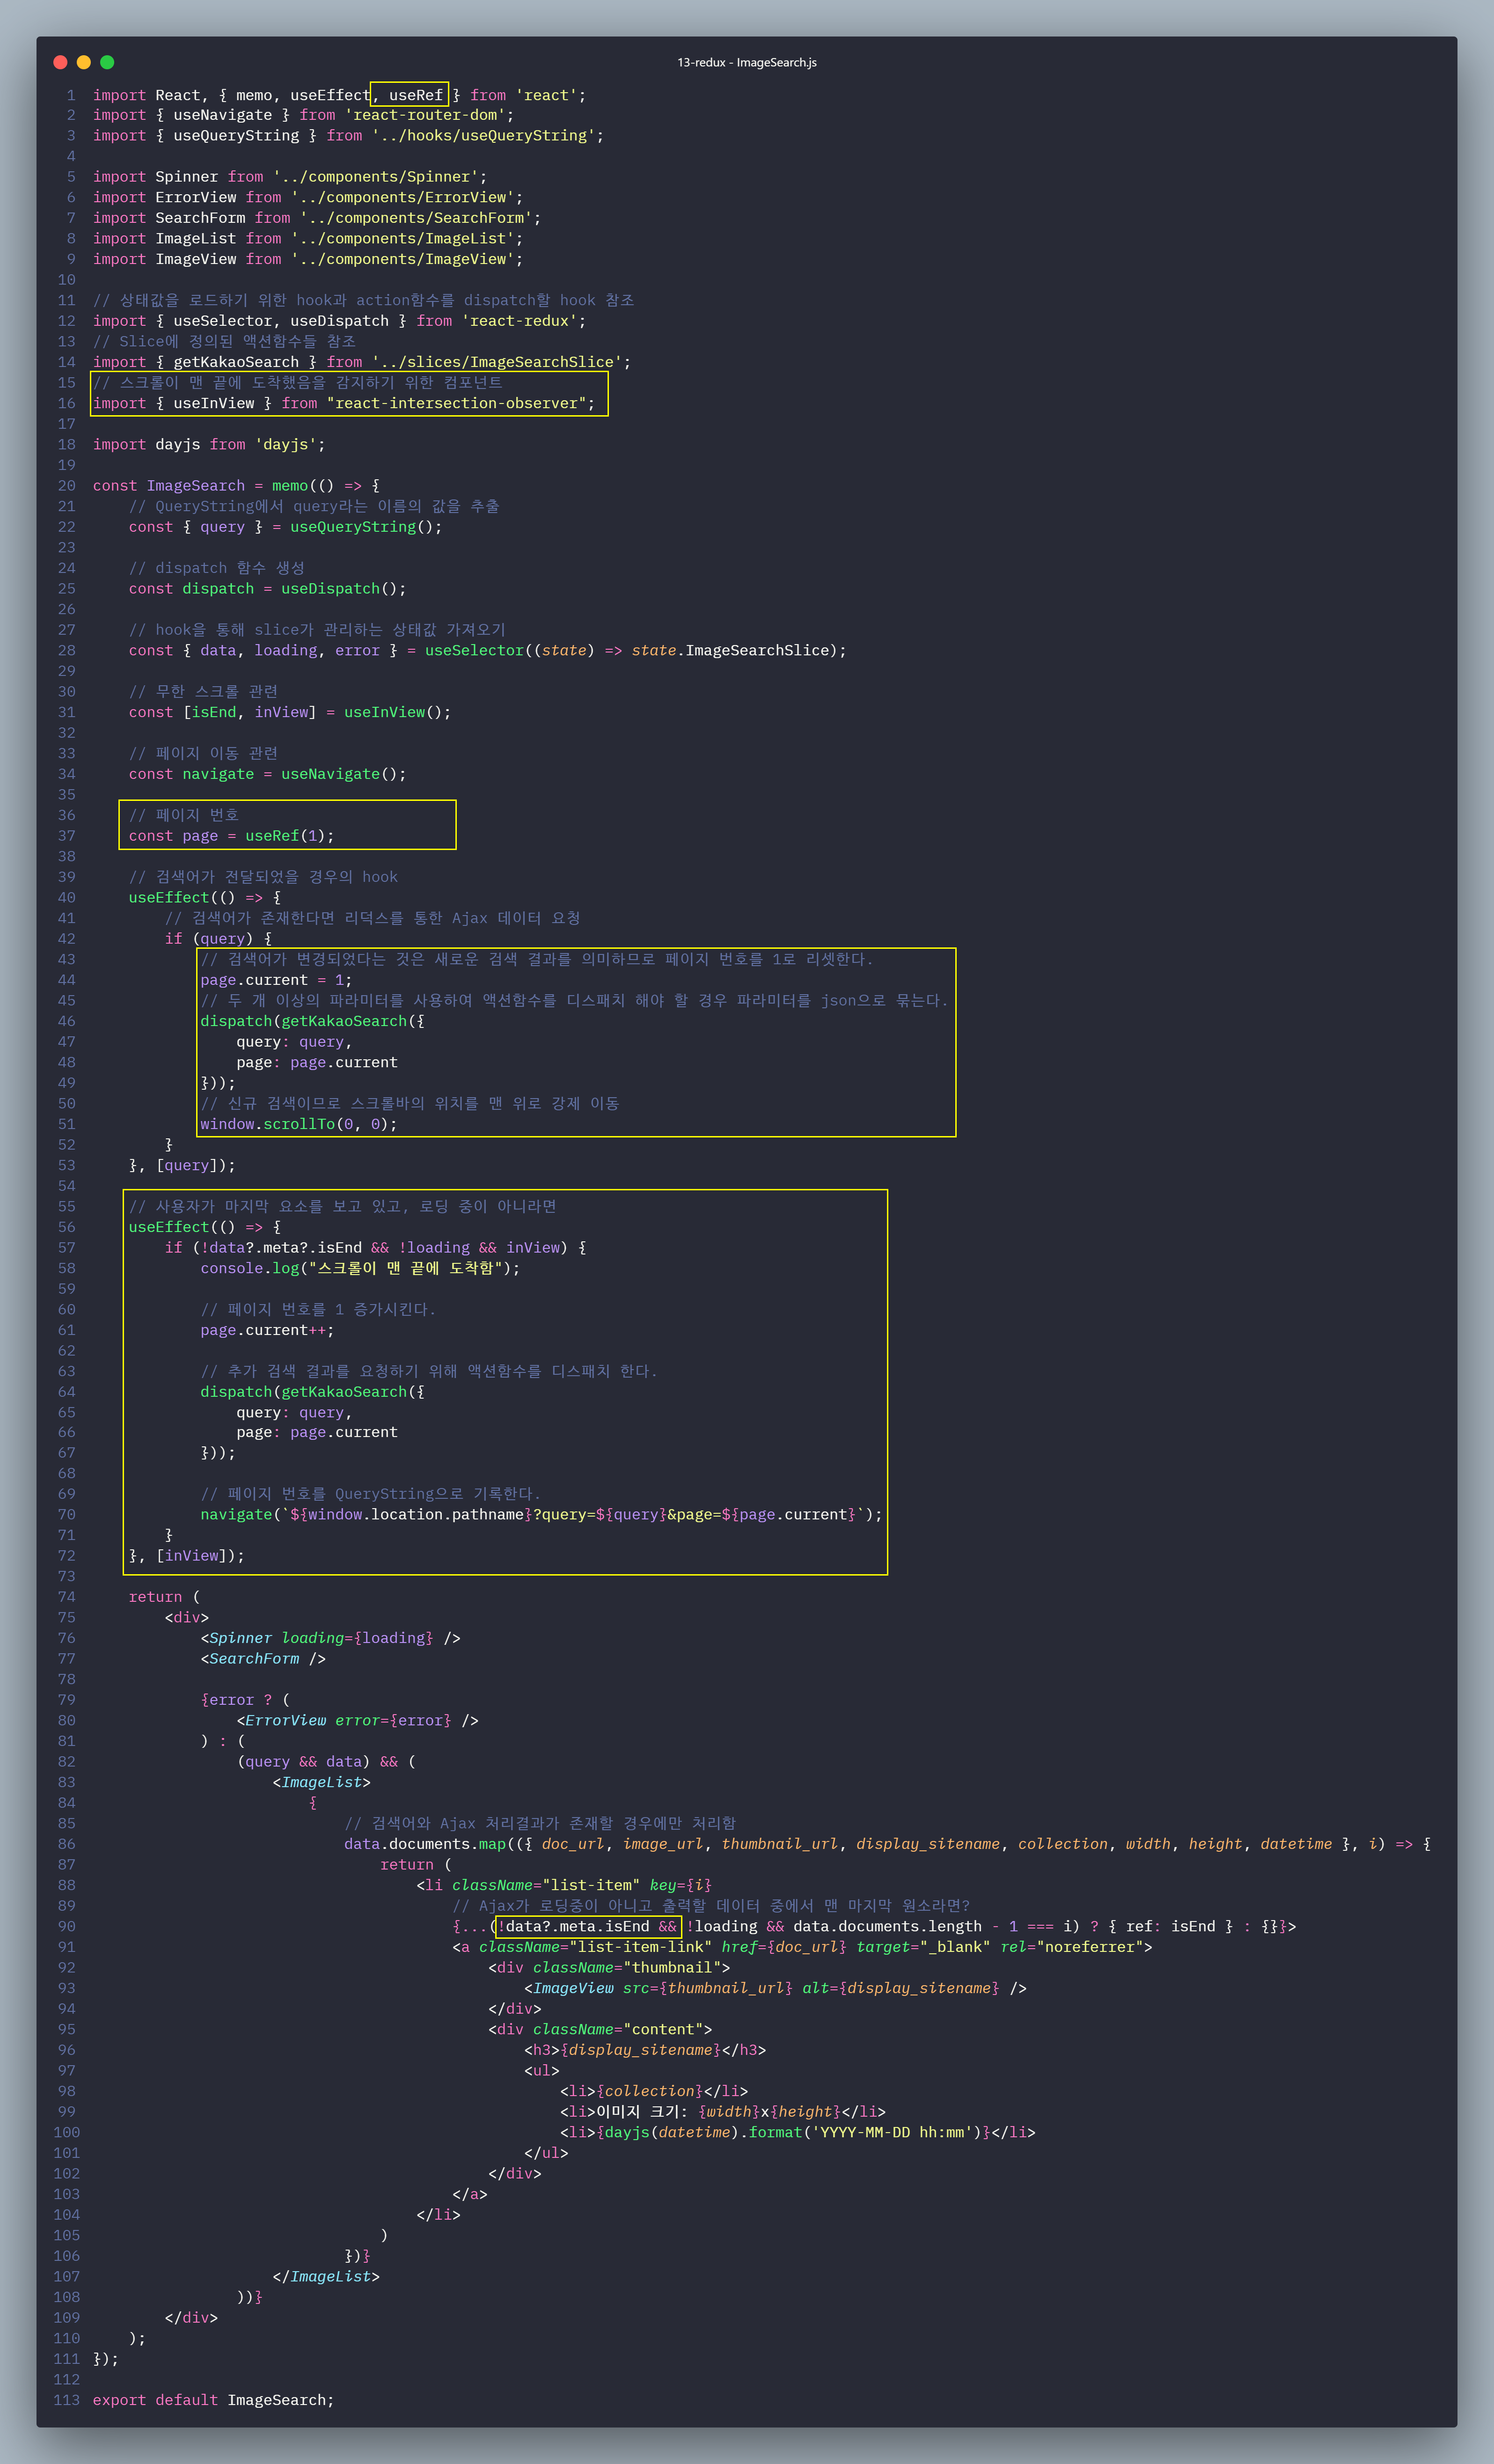 13-redux - ImageSearch.js
1 import React, { memo, useEffect, useRef } from 'react';
2 import { useNavigate } from 'react-router-dom';
3 import { useQueryString } from '../hooks/useQueryString';
4
5 import Spinner from '../components/Spinner';
6 import ErrorView from '../components/ErrorView';
7 import SearchForm from '../components/SearchForm';
8 import ImageList from '../components/ImageList';
9 import ImageView from '../components/ImageView';
10
11 // 상태값을 로드하기 위한 hook과 action함수를 dispatch할 hook 참조
12 import { useSelector, useDispatch } from 'react-redux';
13 // Slice에 정의된 액션함수들 참조
14 import { getKakaoSearch } from '../slices/ImageSearchSlice';
15 // 스크롤이 맨 끝에 도착했음을 감지하기 위한 컴포넌트
16 import { useInView } from "react-intersection-observer";
17
18 import dayjs from 'dayjs';
19
20 const ImageSearch = memo(() => {
21     // QueryString에서 query라는 이름의 값을 추출
22     const { query } = useQueryString();
23
24     // dispatch 함수 생성
25     const dispatch = useDispatch();
26
27     // hook을 통해 slice가 관리하는 상태값 가져오기
28     const { data, loading, error } = useSelector((state) => state.ImageSearchSlice);
29
30     // 무한 스크롤 관련
31     const [isEnd, inView] = useInView();
32
33     // 페이지 이동 관련
34     const navigate = useNavigate();
35
36     // 페이지 번호
37     const page = useRef(1);
38
39     // 검색어가 전달되었을 경우의 hook
40     useEffect(() => {
41         // 검색어가 존재한다면 리덕스를 통한 Ajax 데이터 요청
42         if (query) {
43             // 검색어가 변경되었다는 것은 새로운 검색 결과를 의미하므로 페이지 번호를 1로 리셋한다.
44             page.current = 1;
45             // 두 개 이상의 파라미터를 사용하여 액션함수를 디스패치 해야 할 경우 파라미터를 json으로 묶는다.
46             dispatch(getKakaoSearch({
47                 query: query,
48                 page: page.current
49             }));
50             // 신규 검색이므로 스크롤바의 위치를 맨 위로 강제 이동
51             window.scrollTo(0, 0);
52         }
53     }, [query]);
54
55     // 사용자가 마지막 요소를 보고 있고, 로딩 중이 아니라면
56     useEffect(() => {
57         if (!data?.meta?.isEnd && !loading && inView) {
58             console.log("스크롤이 맨 끝에 도착함");
59
60             // 페이지 번호를 1 증가시킨다.
61             page.current++;
62
63             // 추가 검색 결과를 요청하기 위해 액션함수를 디스패치 한다.
64             dispatch(getKakaoSearch({
65                 query: query,
66                 page: page.current
67             }));
68
69             // 페이지 번호를 QueryString으로 기록한다.
70             navigate(`${window.location.pathname}?query=${query}&page=${page.current}`);
71         }
72     }, [inView]);
73
74     return (
75         <div>
76             <Spinner loading={loading} />
77             <SearchForm />
78
79             {error ? (
80                 <ErrorView error={error} />
81             ) : (
82                 (query && data) && (
83                     <ImageList>
84                         {
85                             // 검색어와 Ajax 처리결과가 존재할 경우에만 처리함
86                             data.documents.map(({ doc_url, image_url, thumbnail_url, display_sitename, collection, width, height, datetime }, i) => {
87                                 return (
88                                     <li className="list-item" key={i}
89                                         // Ajax가 로딩중이 아니고 출력할 데이터 중에서 맨 마지막 원소라면?
90                                         {...(!data?.meta.isEnd && !loading && data.documents.length - 1 === i) ? { ref: isEnd } : {}}>
91                                         <a className="list-item-link" href={doc_url} target="_blank" rel="noreferrer">
92                                             <div className="thumbnail">
93                                                 <ImageView src={thumbnail_url} alt={display_sitename} />
94                                             </div>
95                                             <div className="content">
96                                                 <h3>{display_sitename}</h3>
97                                                 <ul>
98                                                     <li>{collection}</li>
99                                                     <li>이미지 크기: {width}x{height}</li>
100                                                     <li>{dayjs(datetime).format('YYYY-MM-DD hh:mm')}</li>
101                                                 </ul>
102                                             </div>
103                                         </a>
104                                     </li>
105                                 )
106                             })}
107                     </ImageList>
108                 ))}
109         </div>
110     );
111 });
112
113 export default ImageSearch;